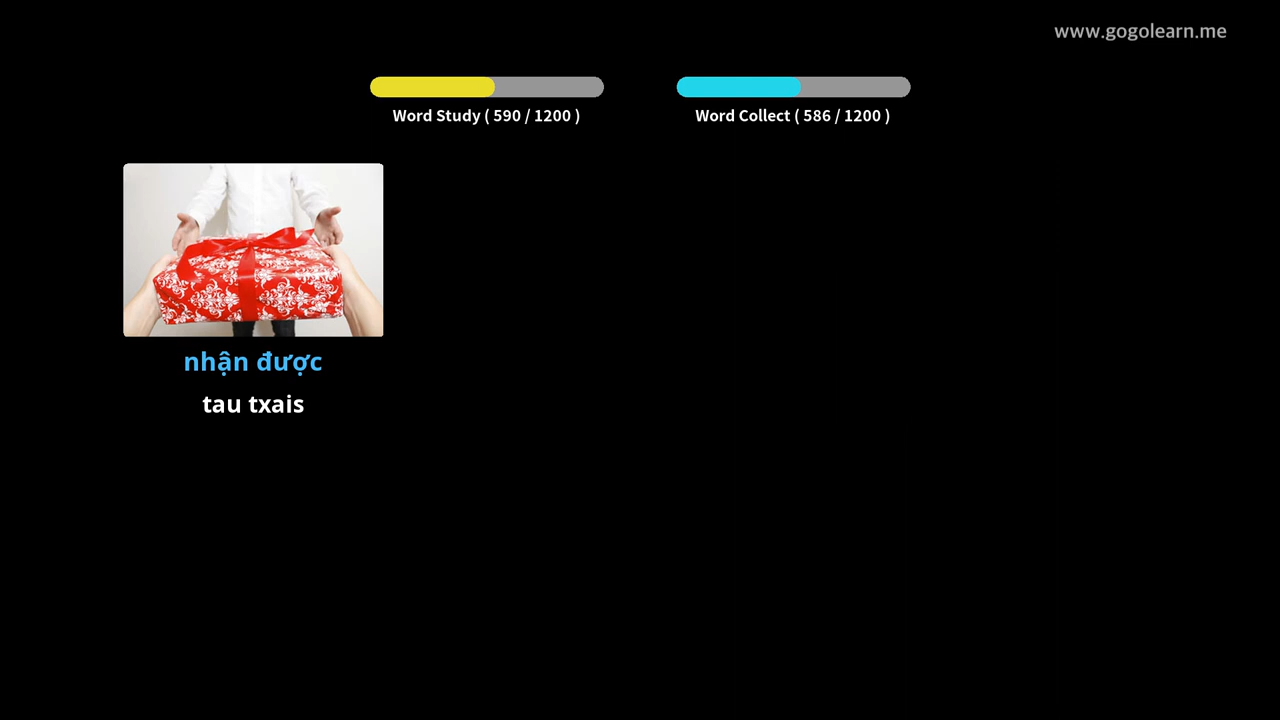 www.gogolearn.me
Word Study ( 590 / 1200 )
Word Collect ( 586 / 1200 )
nhận được
tau txais